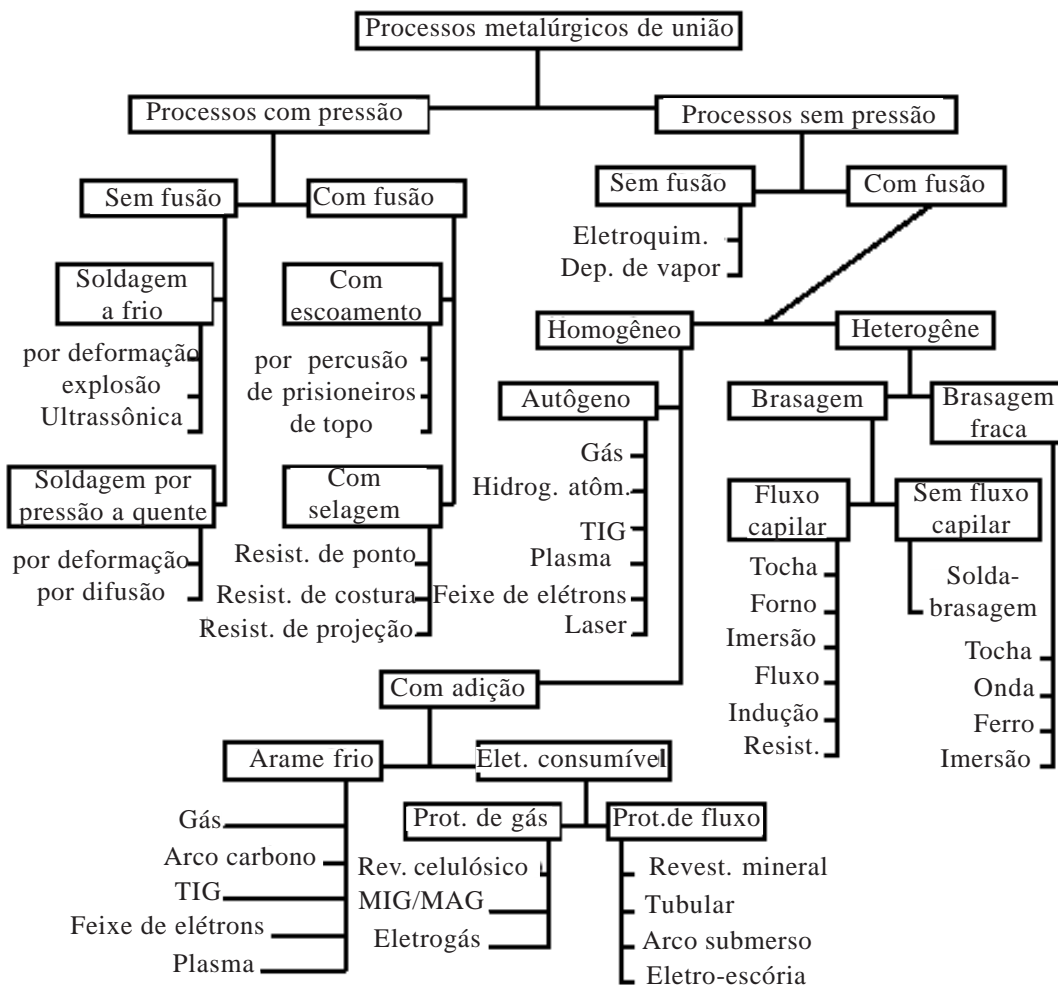 Processos metalúrgicos de união
Processos com pressão
Processos sem pressão
Sem fusão
Com fusão
Sem fusão
Com fusão
Eletroquim.
Dep. de vapor
Soldagem
a frio
Com
escoamento
Homogêneo
Heterogêne
por deformação
explosão
Ultrassônica
por percusão
de prisioneiros
de topo
Autôgeno
Brasagem
Brasagem
fraca
Gás
Hidrog. atôm.
TIG
Plasma
Feixe de elétrons
Laser
Soldagem por
pressão a quente
Com
selagem
Fluxo
capilar
Sem fluxo
capilar
por deformação
por difusão
Resist. de ponto
Resist. de costura
Resist. de projeção
Tocha
Forno
Imersão
Fluxo
Indução
Resist.
Solda-
brasagem
Tocha
Onda
Ferro
Imersão
Com adição
Arame frio
Elet. consumível
Gás
Arco carbono
TIG
Feixe de elétrons
Plasma
Prot. de gás
Prot.de fluxo
Rev. celulósico
MIG/MAG
Eletrogás
Revest. mineral
Tubular
Arco submerso
Eletro-escória